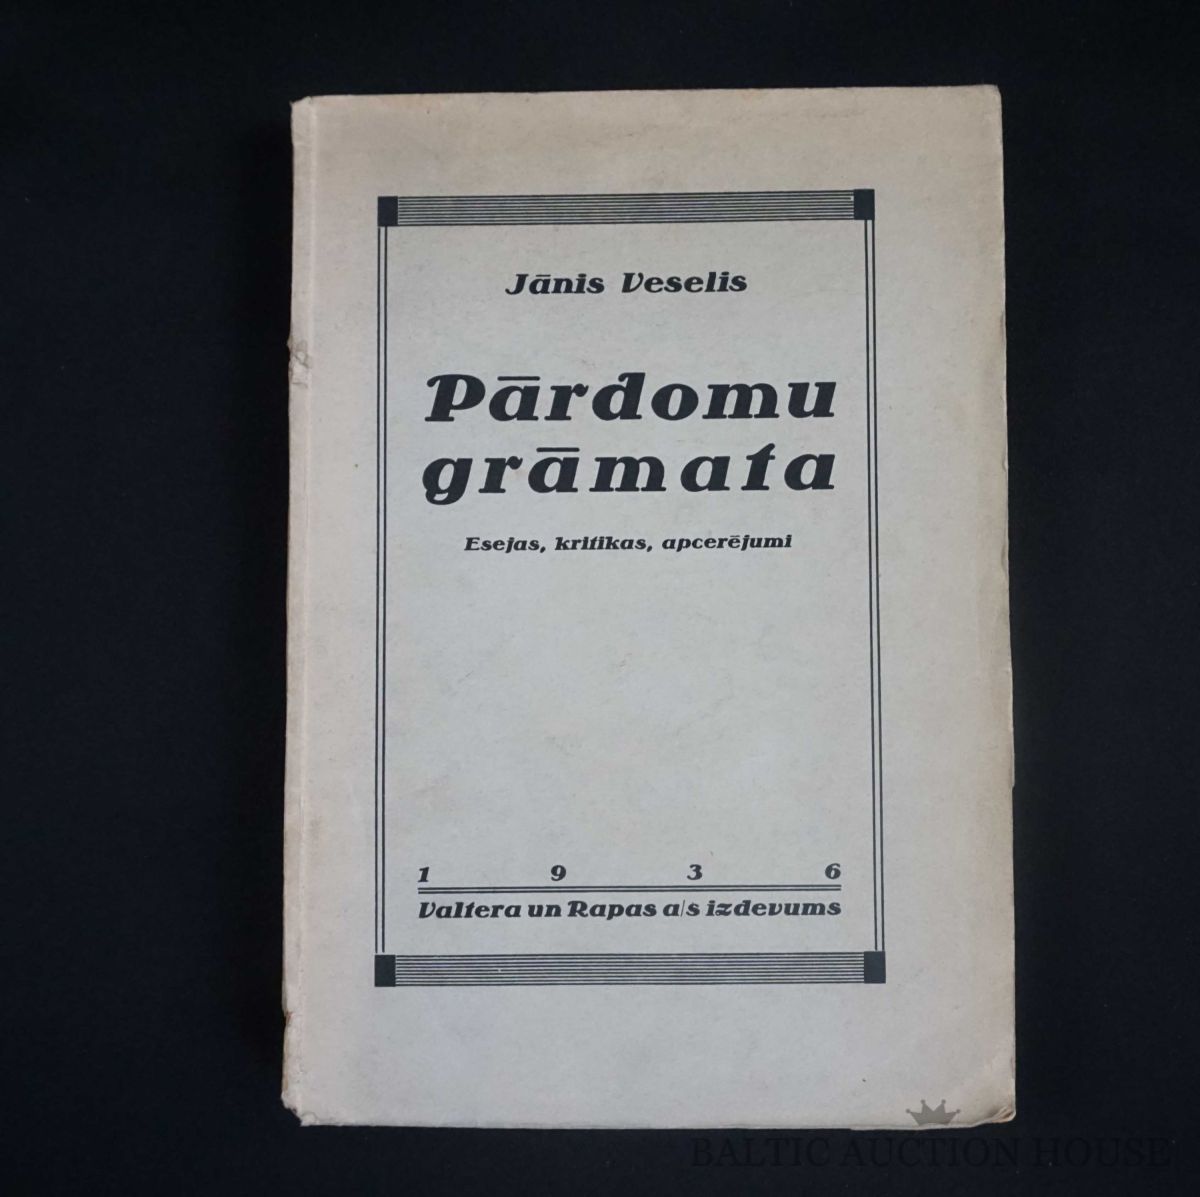 Jānis Veselis
Pārdomu
grāmata
Esejas, kritikas, apcerējumi
1 9 3 6
Valtera un Rapas a/s izdevums
BALTIC AUCTION HOUSE